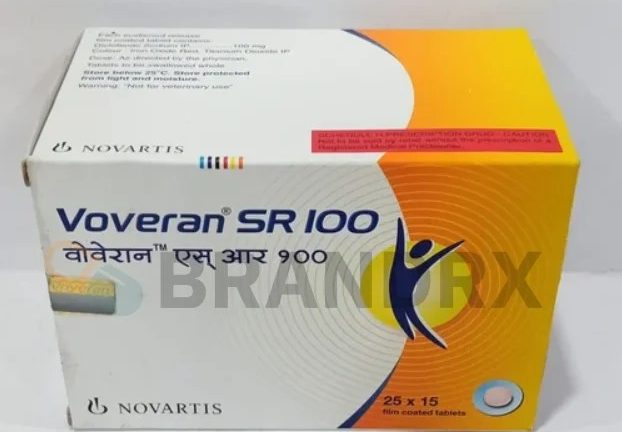 Each sustained release
film coated tablet contains:
Diclofenac Sodium IP ............100 mg
Colour : Iron Oxide Red, Titanium Dioxide IP
Dose: As directed by the physician.
Tablets to be swallowed whole.
Store below 25°C. Store protected
from light and moisture.
Warning: "Not for veterinary use"
SCHEDULE H PRESCRIPTION DRUG - CAUTION
Not to be sold by retail without the prescription of a
Registered Medical Practitioner.
NOVARTIS
Voveran® SR 100
वोवेरान™ एस् आर १००
Voveran
BRANDRX
NOVARTIS
25 x 15
film coated tablets